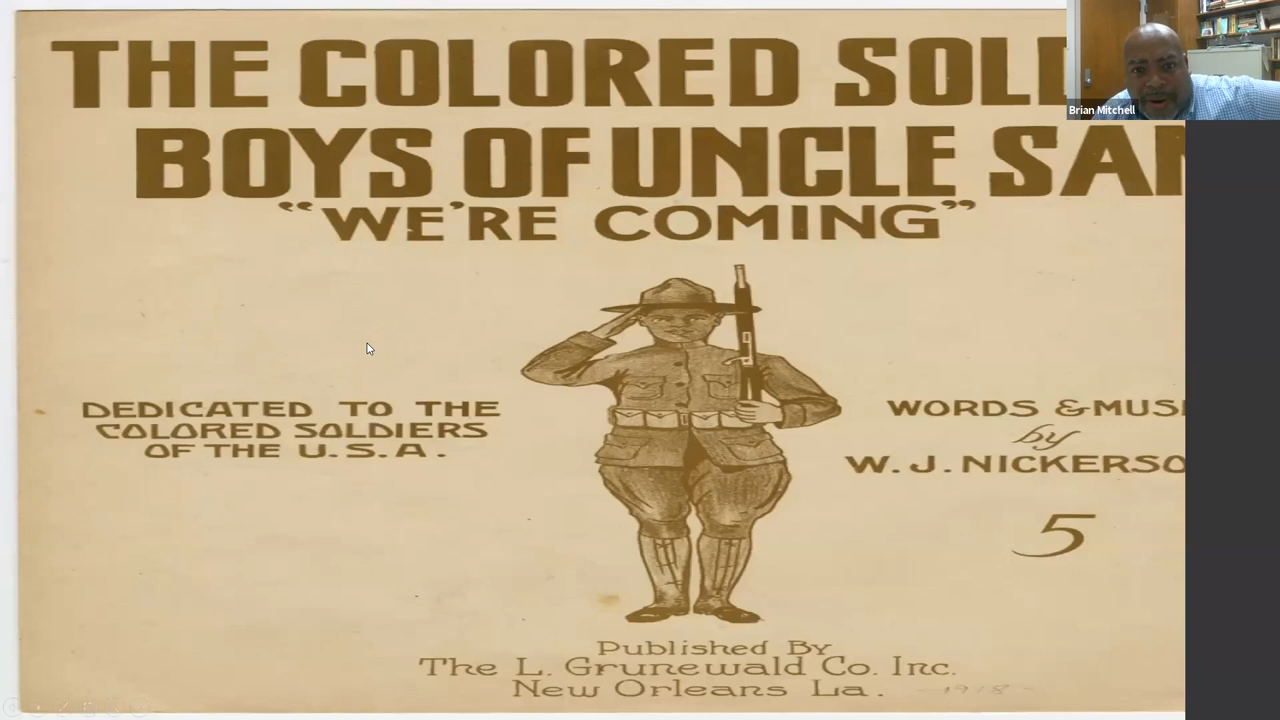 THE COLORED SOL
BOYS OF UNCLE SA
"WE'RE COMING"
DEDICATED TO THE
COLORED SOLDIERS
OF THE U.S.A.
WORDS & MUSI
by
W. J. NICKERSO
5
Published By
The L. Grunewald Co. Inc.
New Orleans La.
-1918-
Brian Mitchell